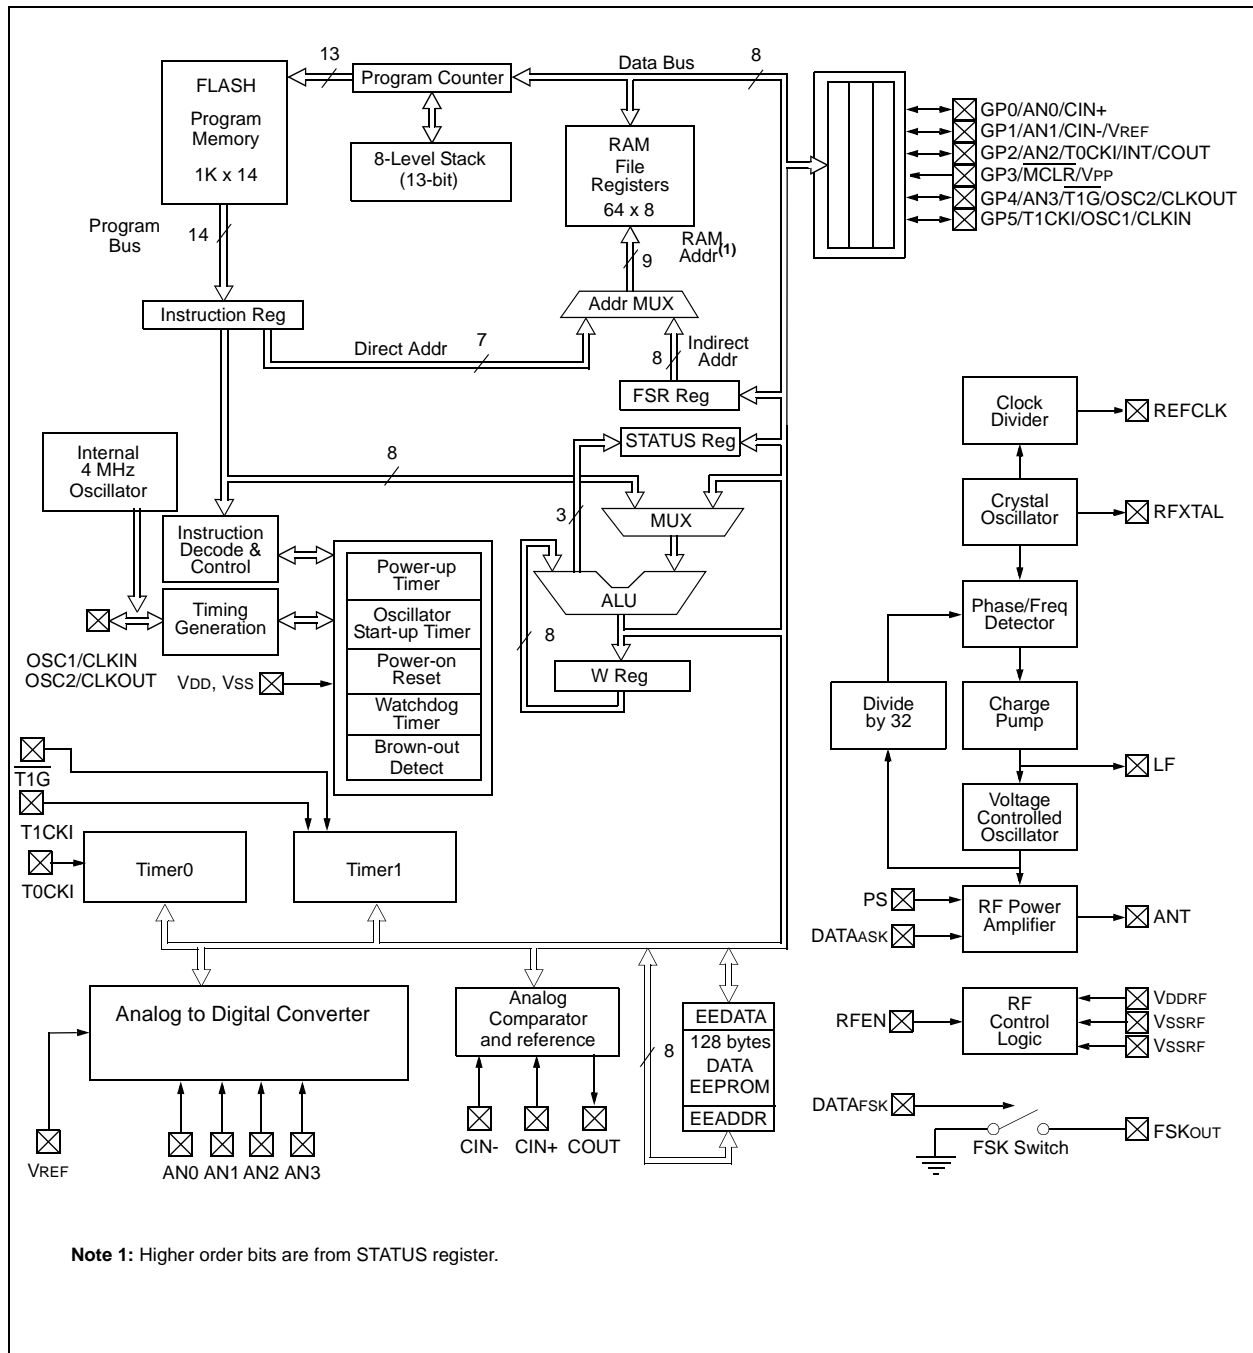 13
Data Bus
8
FLASH
Program
Memory
1K x 14
Program Counter
8-Level Stack
(13-bit)
RAM
File
Registers
64 x 8
GP0/AN0/CIN+
GP1/AN1/CIN-/VREF
GP2/AN2/T0CKI/INT/COUT
GP3/MCLR/VPP
GP4/AN3/T1G/OSC2/CLKOUT
GP5/T1CKI/OSC1/CLKIN
Program
Bus
14
RAM
Addr(1)
9
Addr MUX
Instruction Reg
Direct Addr
7
Indirect
Addr
8
FSR Reg
STATUS Reg
Internal
4 MHz
Oscillator
8
3
MUX
Instruction
Decode &
Control
Timing
Generation
OSC1/CLKIN
OSC2/CLKOUT
VDD, VSS
Power-up
Timer
Oscillator
Start-up Timer
Power-on
Reset
Watchdog
Timer
Brown-out
Detect
ALU
8
W Reg
T1G
T1CKI
T0CKI
Timer0
Timer1
Analog to Digital Converter
VREF
AN0 AN1 AN2 AN3
Analog
Comparator
and reference
CIN- CIN+ COUT
8
EEDATA
128 bytes
DATA
EEPROM
EEADDR
Clock
Divider
REFCLK
Crystal
Oscillator
RFXTAL
Phase/Freq
Detector
Divide
by 32
Charge
Pump
LF
Voltage
Controlled
Oscillator
PS
DATAASK
RF Power
Amplifier
ANT
RFEN
RF
Control
Logic
VDDRF
VSSRF
VSSRF
DATAFSK
FSK Switch
FSKOUT
Note 1: Higher order bits are from STATUS register.